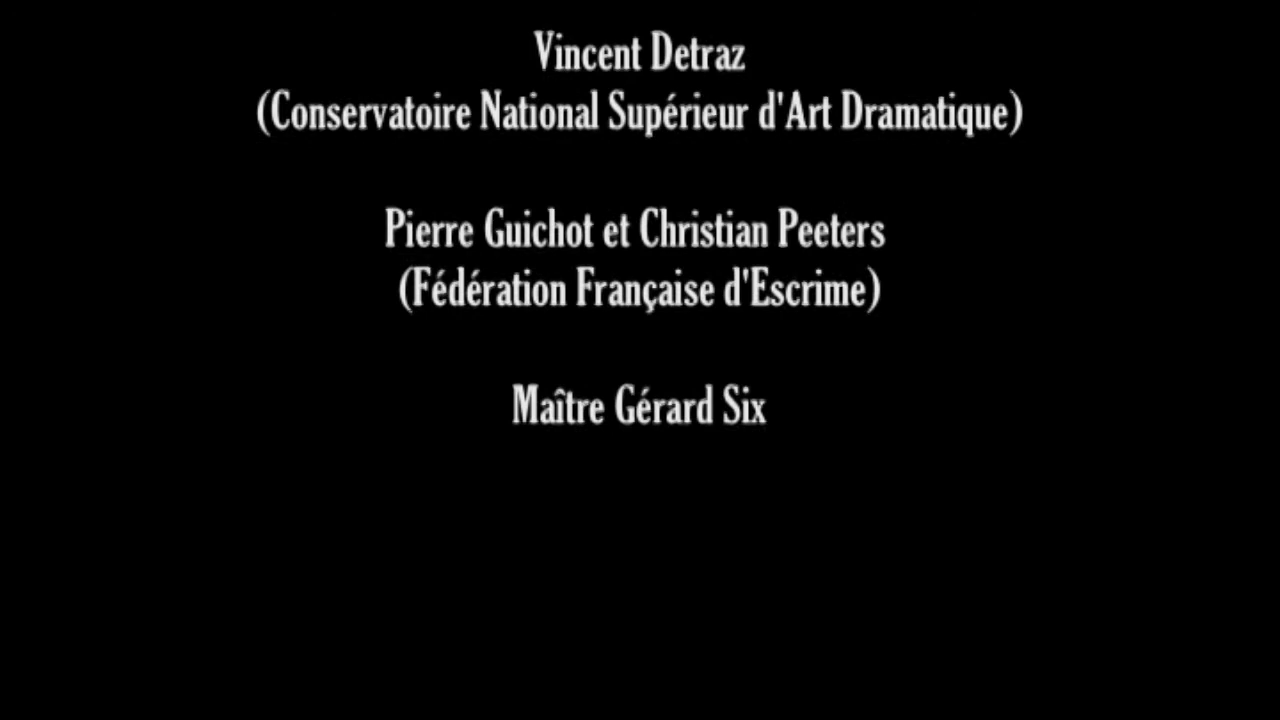 Vincent Detraz
(Conservatoire National Supérieur d'Art Dramatique)
Pierre Guichot et Christian Peeters
(Fédération Française d'Escrime)
Maître Gérard Six